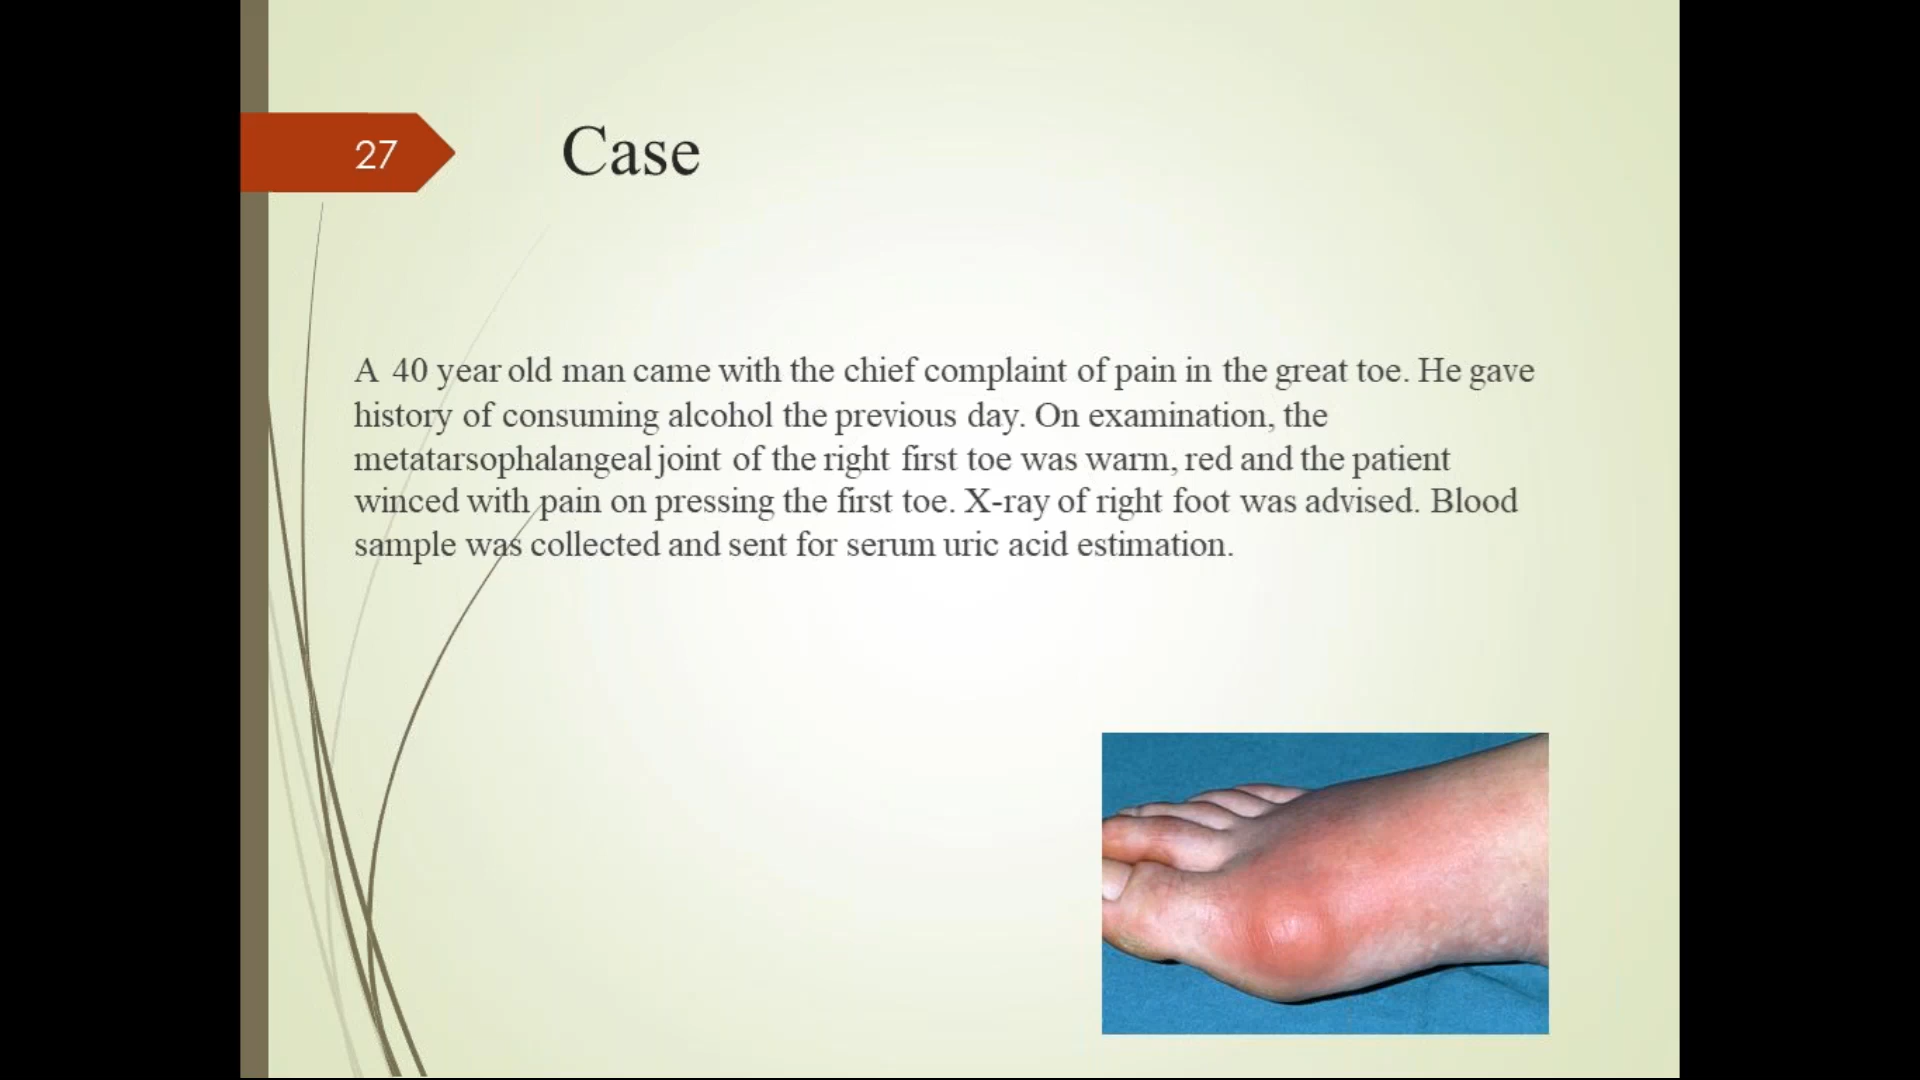 27
Case
A 40 year old man came with the chief complaint of pain in the great toe. He gave
history of consuming alcohol the previous day. On examination, the
metatarsophalangeal joint of the right first toe was warm, red and the patient
winced with pain on pressing the first toe. X-ray of right foot was advised. Blood
sample was collected and sent for serum uric acid estimation.